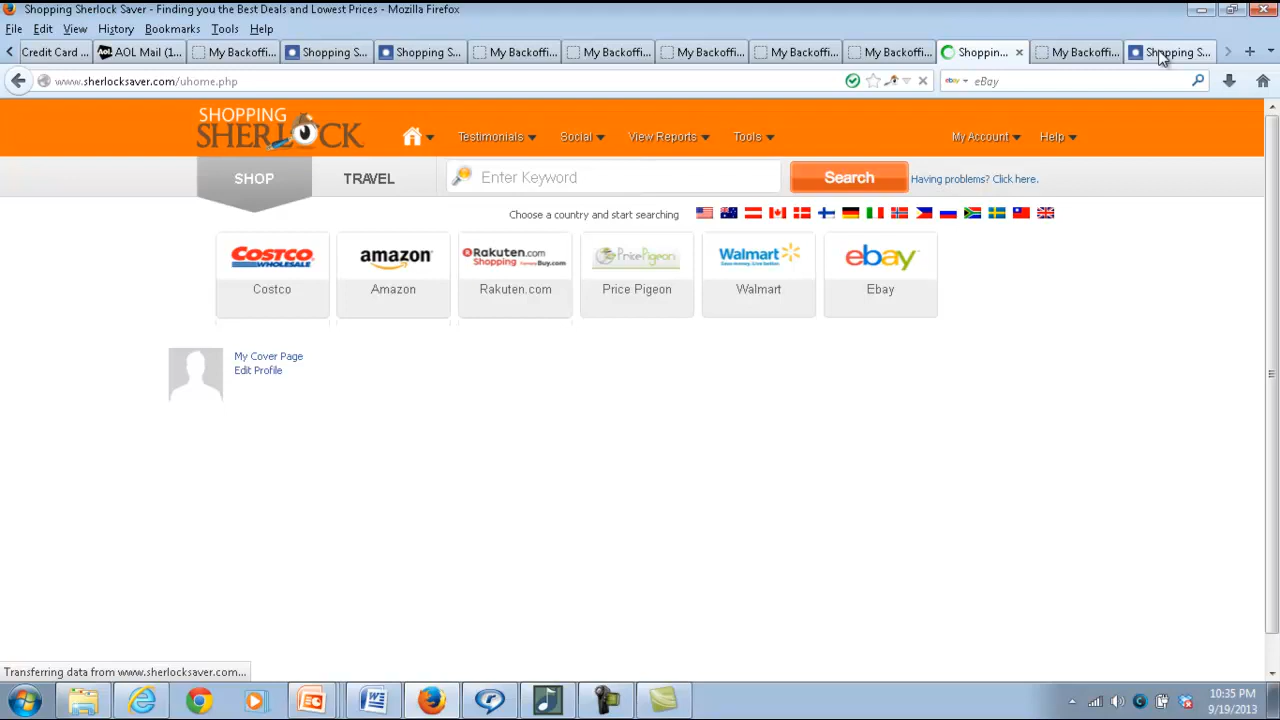 Shopping Sherlock Saver - Finding you the Best Deals and Lowest Prices - Mozilla Firefox
File Edit View History Bookmarks Tools Help
Credit Card ... AOL Mail (1... My Backoffi... Shopping S... Shopping S... My Backoffi... My Backoffi... My Backoffi... My Backoffi... My Backoffi... Shoppin... × My Backoffi... Shopping S...
www.sherlocksaver.com/uhome.php eBay
SHOPPING
SHERLOCK
Testimonials Social View Reports Tools My Account Help
SHOP TRAVEL Enter Keyword Search Having problems? Click here.
Choose a country and start searching
COSTCO WHOLESALE amazon Rakuten.com Shopping Formerly Buy.com PricePigeon Walmart Save money. Live better. ebay
Costco Amazon Rakuten.com Price Pigeon Walmart Ebay
My Cover Page
Edit Profile
Transferring data from www.sherlocksaver.com...
10:35 PM
9/19/2013